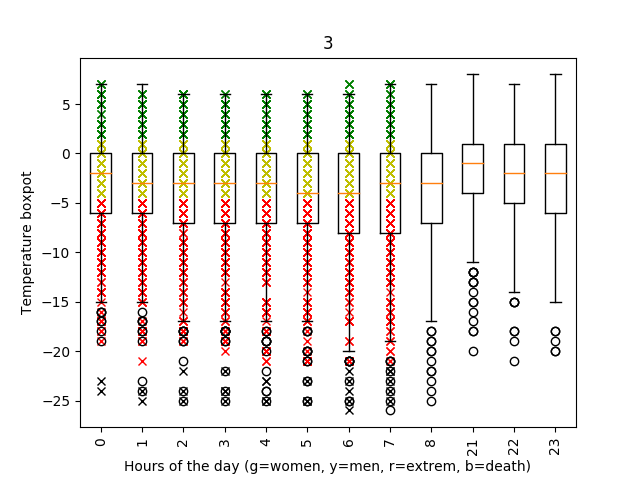 3
Temperature boxpot
5
0
−5
−10
−15
−20
−25
0 1 2 3 4 5 6 7 8 21 22 23
Hours of the day (g=women, y=men, r=extrem, b=death)